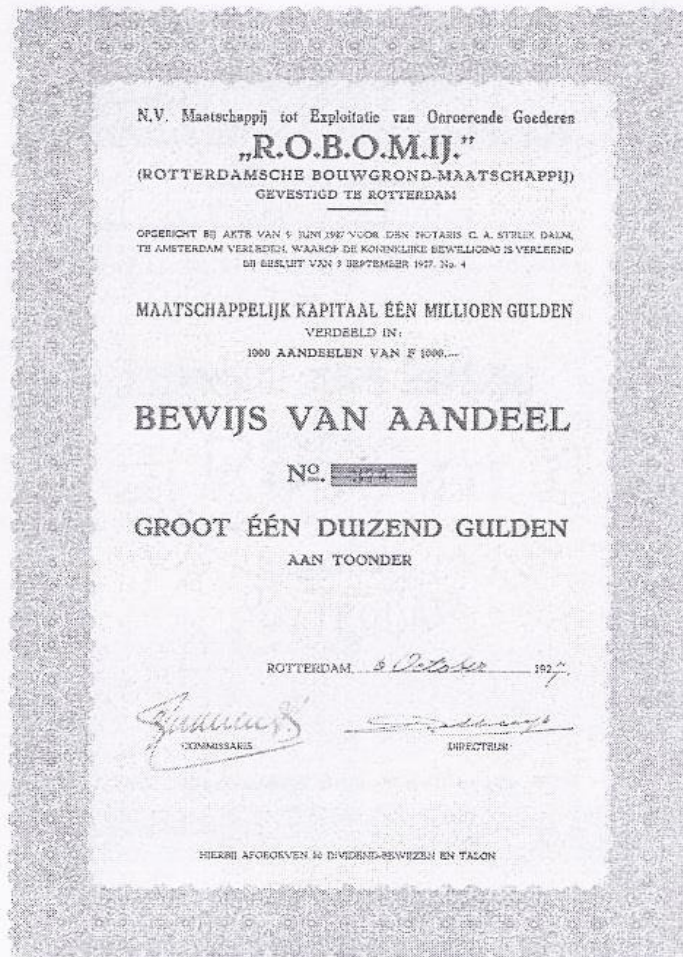 N.V. Maatschappij tot Exploitatie van Onroerende Goederen
„R.O.B.O.M.IJ.”
(ROTTERDAMSCHE BOUWGROND-MAATSCHAPPIJ)
GEVESTIGD TE ROTTERDAM
OPGERICHT BIJ AKTE VAN 9 JUNI 1927 VOOR DEN NOTARIS C. A. STRUIK DALM,
TE AMSTERDAM VERLEDEN, WAAROP DE KONINKLIJKE BEWILLIGING IS VERLEEND
BIJ BESLUIT VAN 3 SEPTEMBER 1927. No. 4
MAATSCHAPPELIJK KAPITAAL ÉÉN MILLIOEN GULDEN
VERDEELD IN:
1000 AANDEELEN VAN F 1000.—
BEWIJS VAN AANDEEL
No.
GROOT ÉÉN DUIZEND GULDEN
AAN TOONDER
ROTTERDAM, 6 October 1927.
COMMISSARIS
DIRECTEUR
HIERBIJ AFGEGEVEN 30 DIVIDEND-BEWIJZEN EN TALON